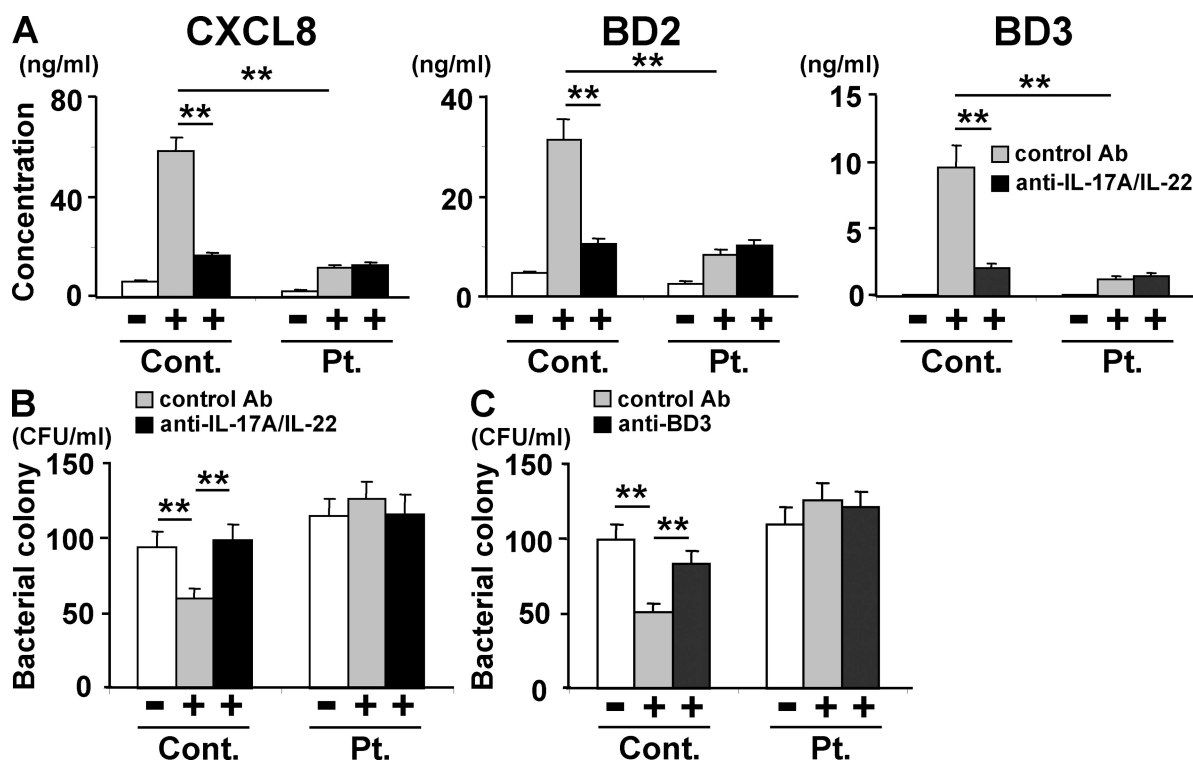 A
CXCL8
BD2
BD3
(ng/ml)
(ng/ml)
(ng/ml)
**
**
**
**
**
**
Concentration
80
40
0
40
20
0
15
10
5
0
control Ab
anti-IL-17A/IL-22
- + + - + +
- + + - + +
- + + - + +
Cont. Pt.
Cont. Pt.
Cont. Pt.
B
control Ab
anti-IL-17A/IL-22
(CFU/ml)
Bacterial colony
150
100
50
0
** **
- + + - + +
Cont. Pt.
C
control Ab
anti-BD3
(CFU/ml)
Bacterial colony
150
100
50
0
**
**
- + + - + +
Cont. Pt.